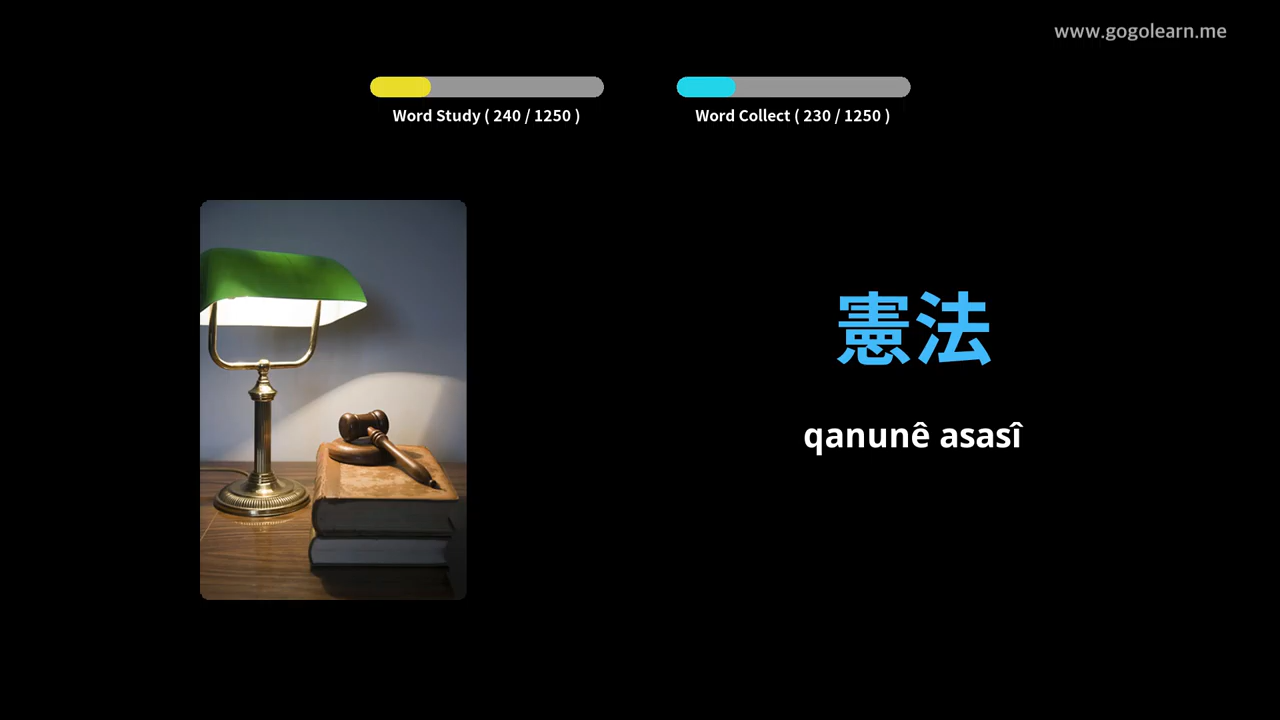 www.gogolearn.me
Word Study ( 240 / 1250 )
Word Collect ( 230 / 1250 )
憲法
qanunê asasî